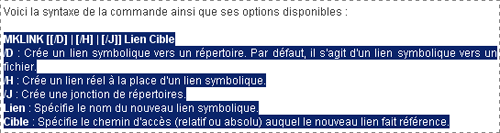 Voici la syntaxe de la commande ainsi que ses options disponibles :
MKLINK [[/D] | [/H] | [/J]] Lien Cible
/D : Crée un lien symbolique vers un répertoire. Par défaut, il s'agit d'un lien symbolique vers un
fichier.
/H : Crée un lien réel à la place d'un lien symbolique.
/J : Crée une jonction de répertoires.
Lien : Spécifie le nom du nouveau lien symbolique.
Cible : Spécifie le chemin d'accès (relatif ou absolu) auquel le nouveau lien fait référence.